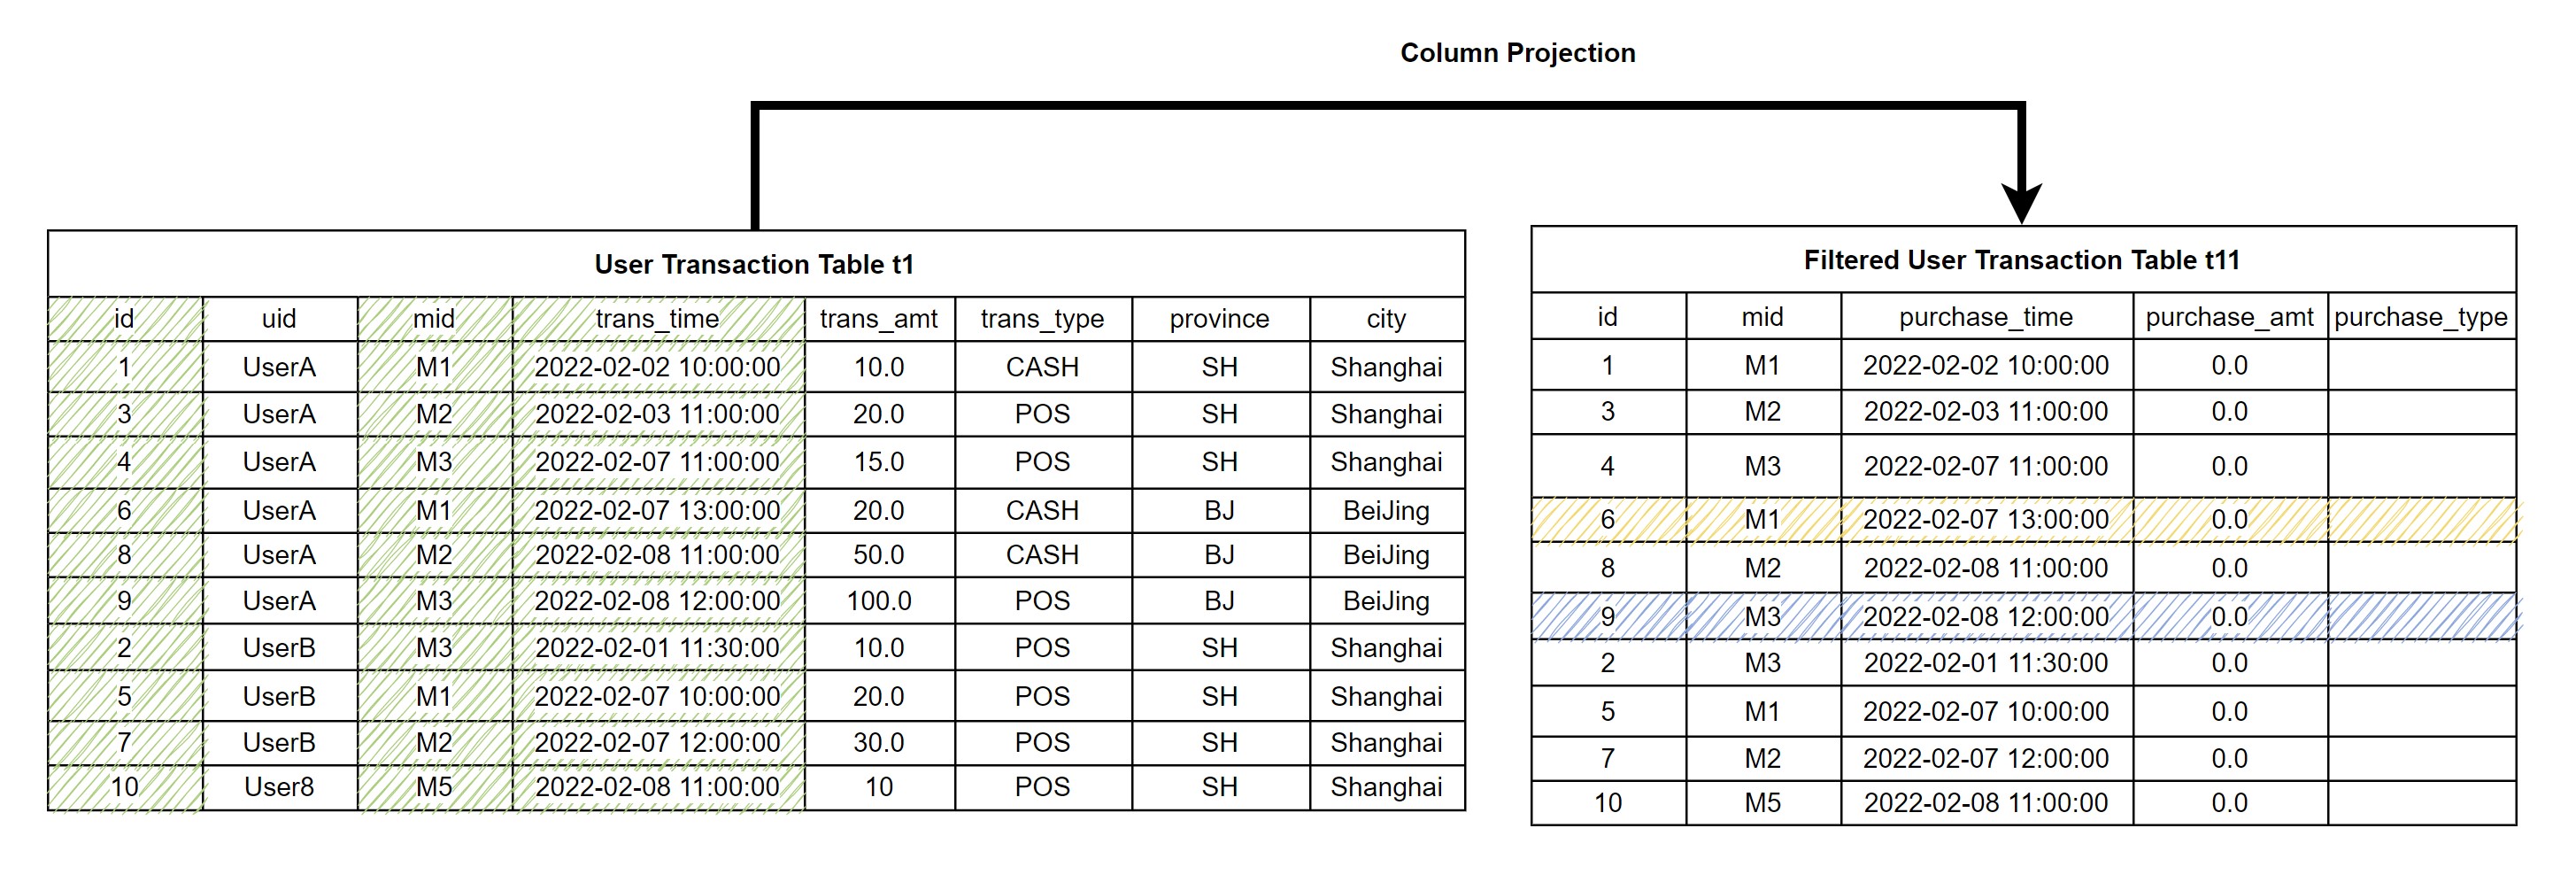 Column Projection
User Transaction Table t1
id uid mid trans_time trans_amt trans_type province city
1 UserA M1 2022-02-02 10:00:00 10.0 CASH SH Shanghai
3 UserA M2 2022-02-03 11:00:00 20.0 POS SH Shanghai
4 UserA M3 2022-02-07 11:00:00 15.0 POS SH Shanghai
6 UserA M1 2022-02-07 13:00:00 20.0 CASH BJ BeiJing
8 UserA M2 2022-02-08 11:00:00 50.0 CASH BJ BeiJing
9 UserA M3 2022-02-08 12:00:00 100.0 POS BJ BeiJing
2 UserB M3 2022-02-01 11:30:00 10.0 POS SH Shanghai
5 UserB M1 2022-02-07 10:00:00 20.0 POS SH Shanghai
7 UserB M2 2022-02-07 12:00:00 30.0 POS SH Shanghai
10 User8 M5 2022-02-08 11:00:00 10 POS SH Shanghai
Filtered User Transaction Table t11
id mid purchase_time purchase_amt purchase_type
1 M1 2022-02-02 10:00:00 0.0
3 M2 2022-02-03 11:00:00 0.0
4 M3 2022-02-07 11:00:00 0.0
6 M1 2022-02-07 13:00:00 0.0
8 M2 2022-02-08 11:00:00 0.0
9 M3 2022-02-08 12:00:00 0.0
2 M3 2022-02-01 11:30:00 0.0
5 M1 2022-02-07 10:00:00 0.0
7 M2 2022-02-07 12:00:00 0.0
10 M5 2022-02-08 11:00:00 0.0